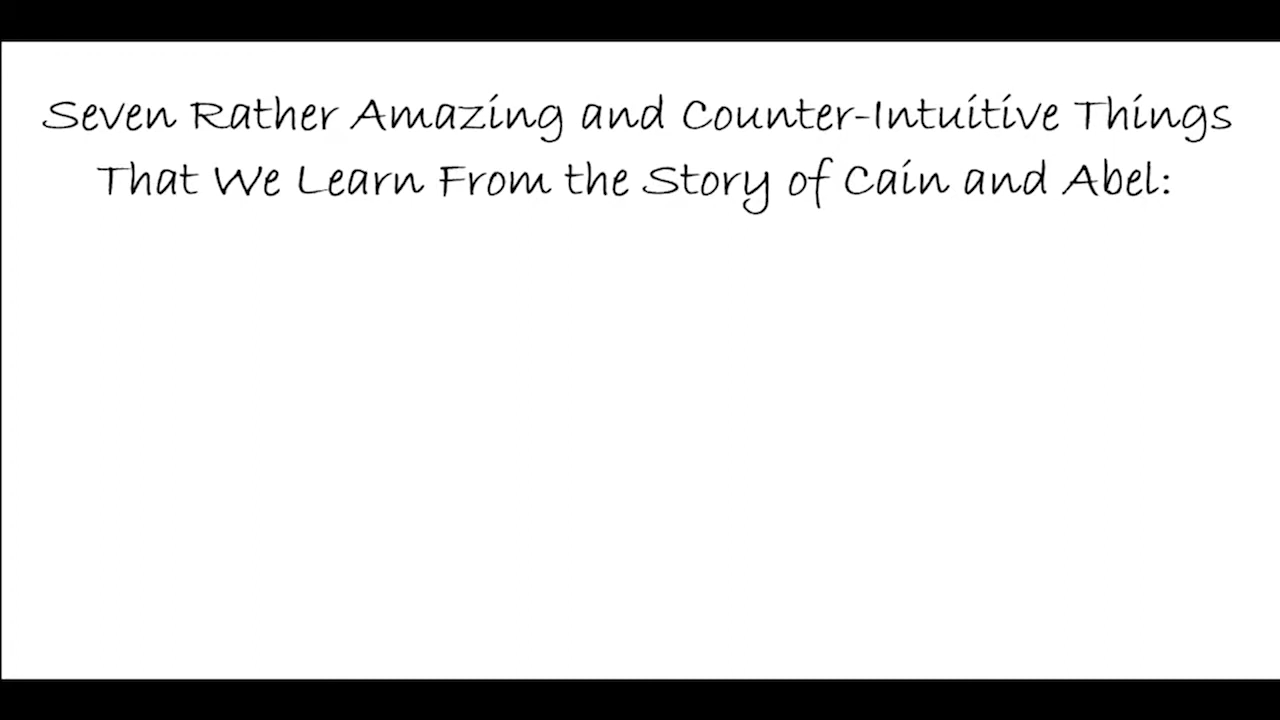 Seven Rather Amazing and Counter-Intuitive Things
That We Learn From the Story of Cain and Abel: